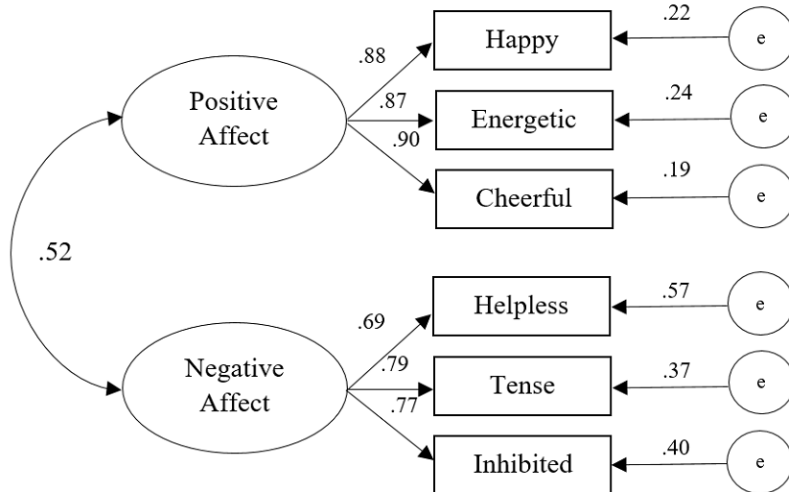 .88
Happy
.22
e
Positive
Affect
.87
Energetic
.24
e
.90
Cheerful
.19
e
.52
Negative
Affect
.69
Helpless
.57
e
.79
Tense
.37
e
.77
Inhibited
.40
e